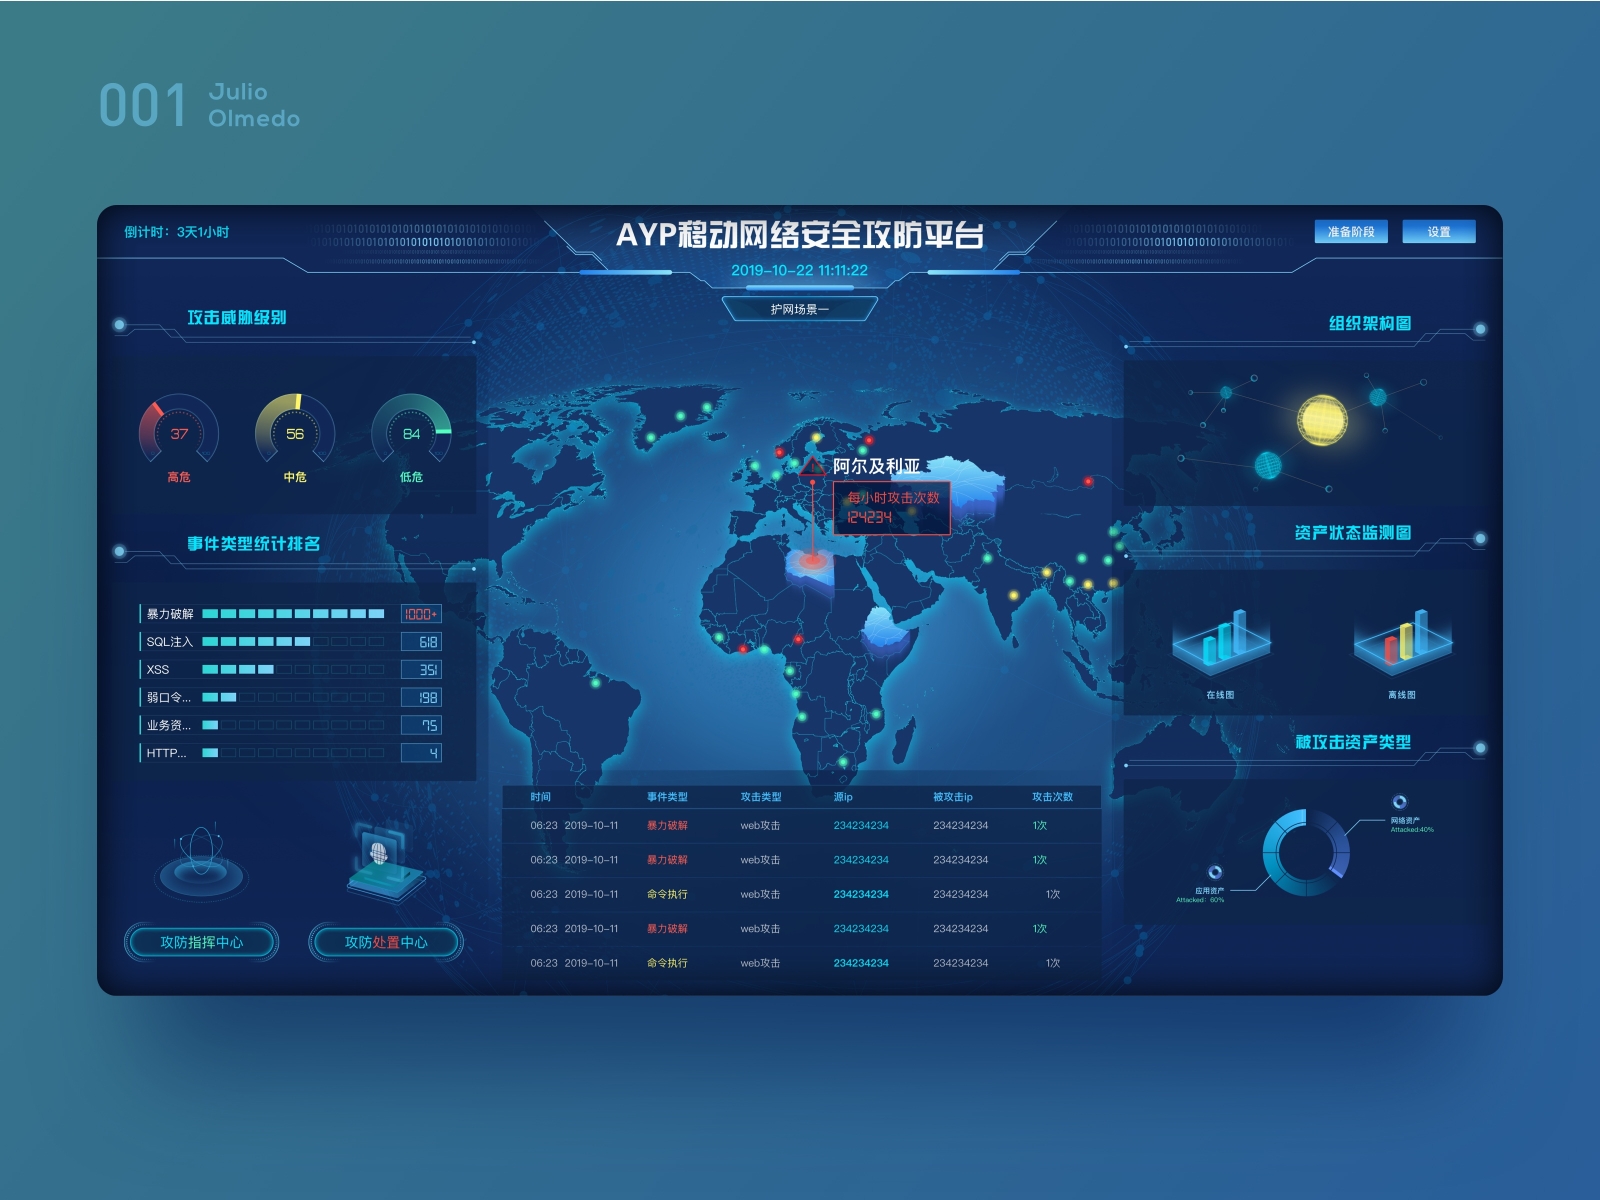 001
Julio
Olmedo
倒计时：3天1小时
AYP移动网络安全攻防平台
2019-10-22 11:11:22
护网场景一
准备阶段
设置
攻击威胁级别
37
56
84
高危
中危
低危
事件类型统计排名
暴力破解 1000+
SQL注入 618
XSS 351
弱口令... 198
业务资... 75
HTTP... 4
攻防指挥中心
攻防处置中心
阿尔及利亚
每小时攻击次数
124234
时间 事件类型 攻击类型 源ip 被攻击ip 攻击次数
06:23 2019-10-11 暴力破解 web攻击 234234234 234234234 1次
06:23 2019-10-11 暴力破解 web攻击 234234234 234234234 1次
06:23 2019-10-11 命令执行 web攻击 234234234 234234234 1次
06:23 2019-10-11 暴力破解 web攻击 234234234 234234234 1次
06:23 2019-10-11 命令执行 web攻击 234234234 234234234 1次
组织架构图
资产状态监测图
在线图
离线图
被攻击资产类型
网络资产
Attacked:40%
应用资产
Attacked: 60%